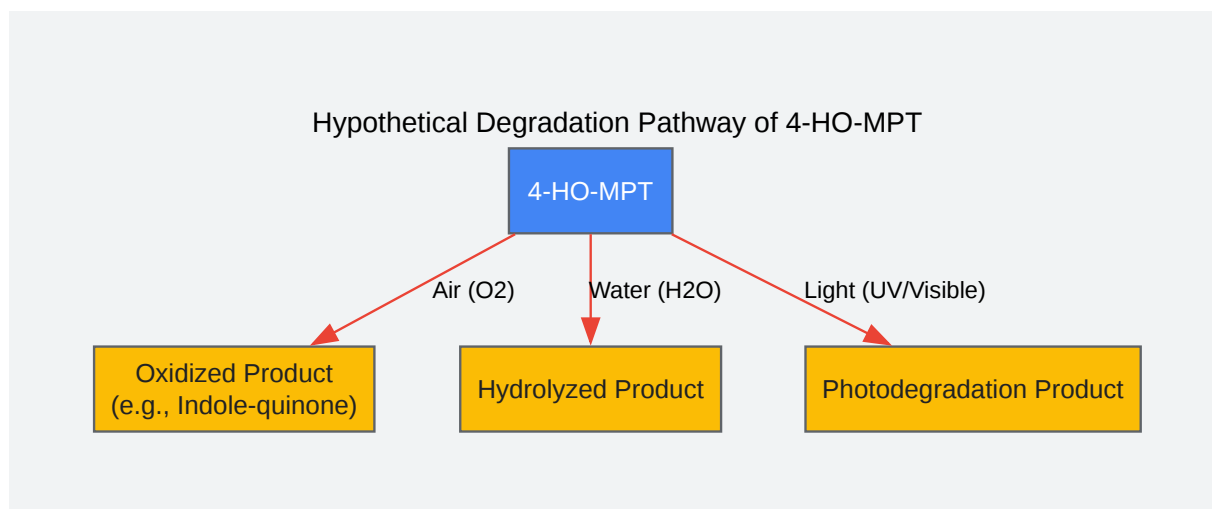 Hypothetical Degradation Pathway of 4-HO-MPT
4-HO-MPT
Air (O2)
Water (H2O)
Light (UV/Visible)
Oxidized Product
(e.g., Indole-quinone)
Hydrolyzed Product
Photodegradation Product